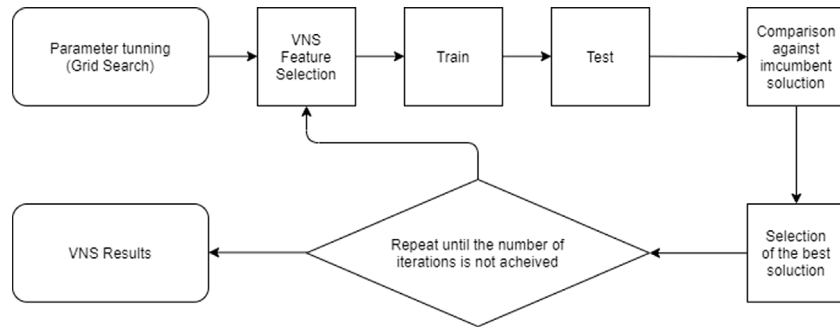 Parameter tunning
(Grid Search)
VNS
Feature
Selection
Train
Test
Comparison
against
imcumbent
soluction
Selection
of the best
soluction
Repeat until the number of
iterations is not acheived
VNS Results